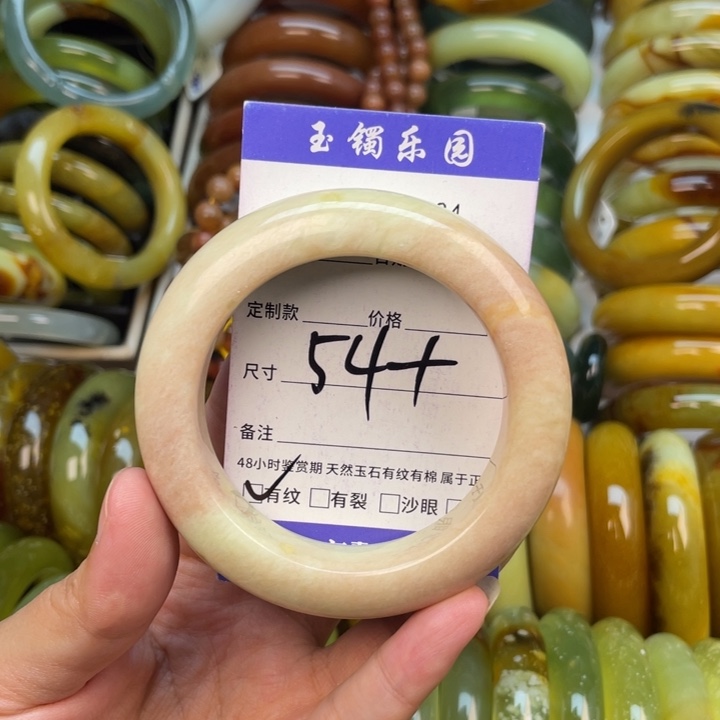 玉镯乐园
定制款 价格
尺寸 54+
备注
48小时鉴赏期 天然玉石有纹有棉 属于正
有纹 有裂 沙眼